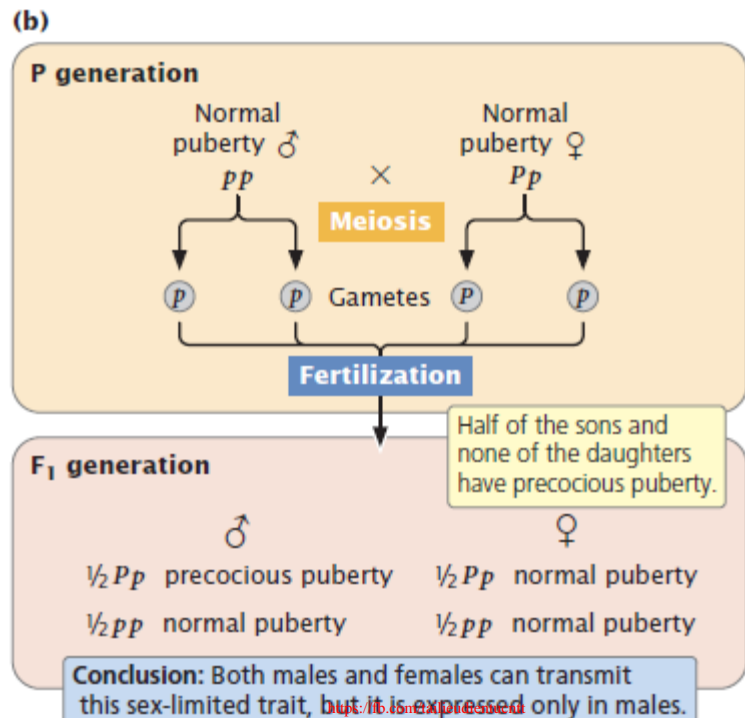 (b)
P generation
Normal
puberty ♂
pp
×
Normal
puberty ♀
Pp
Meiosis
p
p
Gametes
P
p
Fertilization
Half of the sons and
none of the daughters
have precocious puberty.
F₁ generation
♂
♀
½ Pp precocious puberty
½ Pp normal puberty
½ pp normal puberty
½ pp normal puberty
Conclusion: Both males and females can transmit
this sex-limited trait, but it is expressed only in males.